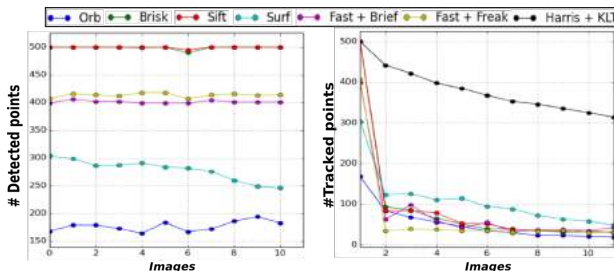 Orb Brisk Sift Surf Fast + Brief Fast + Freak Harris + KLT
# Detected points
500
450
400
350
300
250
200
150
0 2 4 6 8 10
Images
# Tracked points
500
400
300
200
100
0
2 4 6 8 10
Images